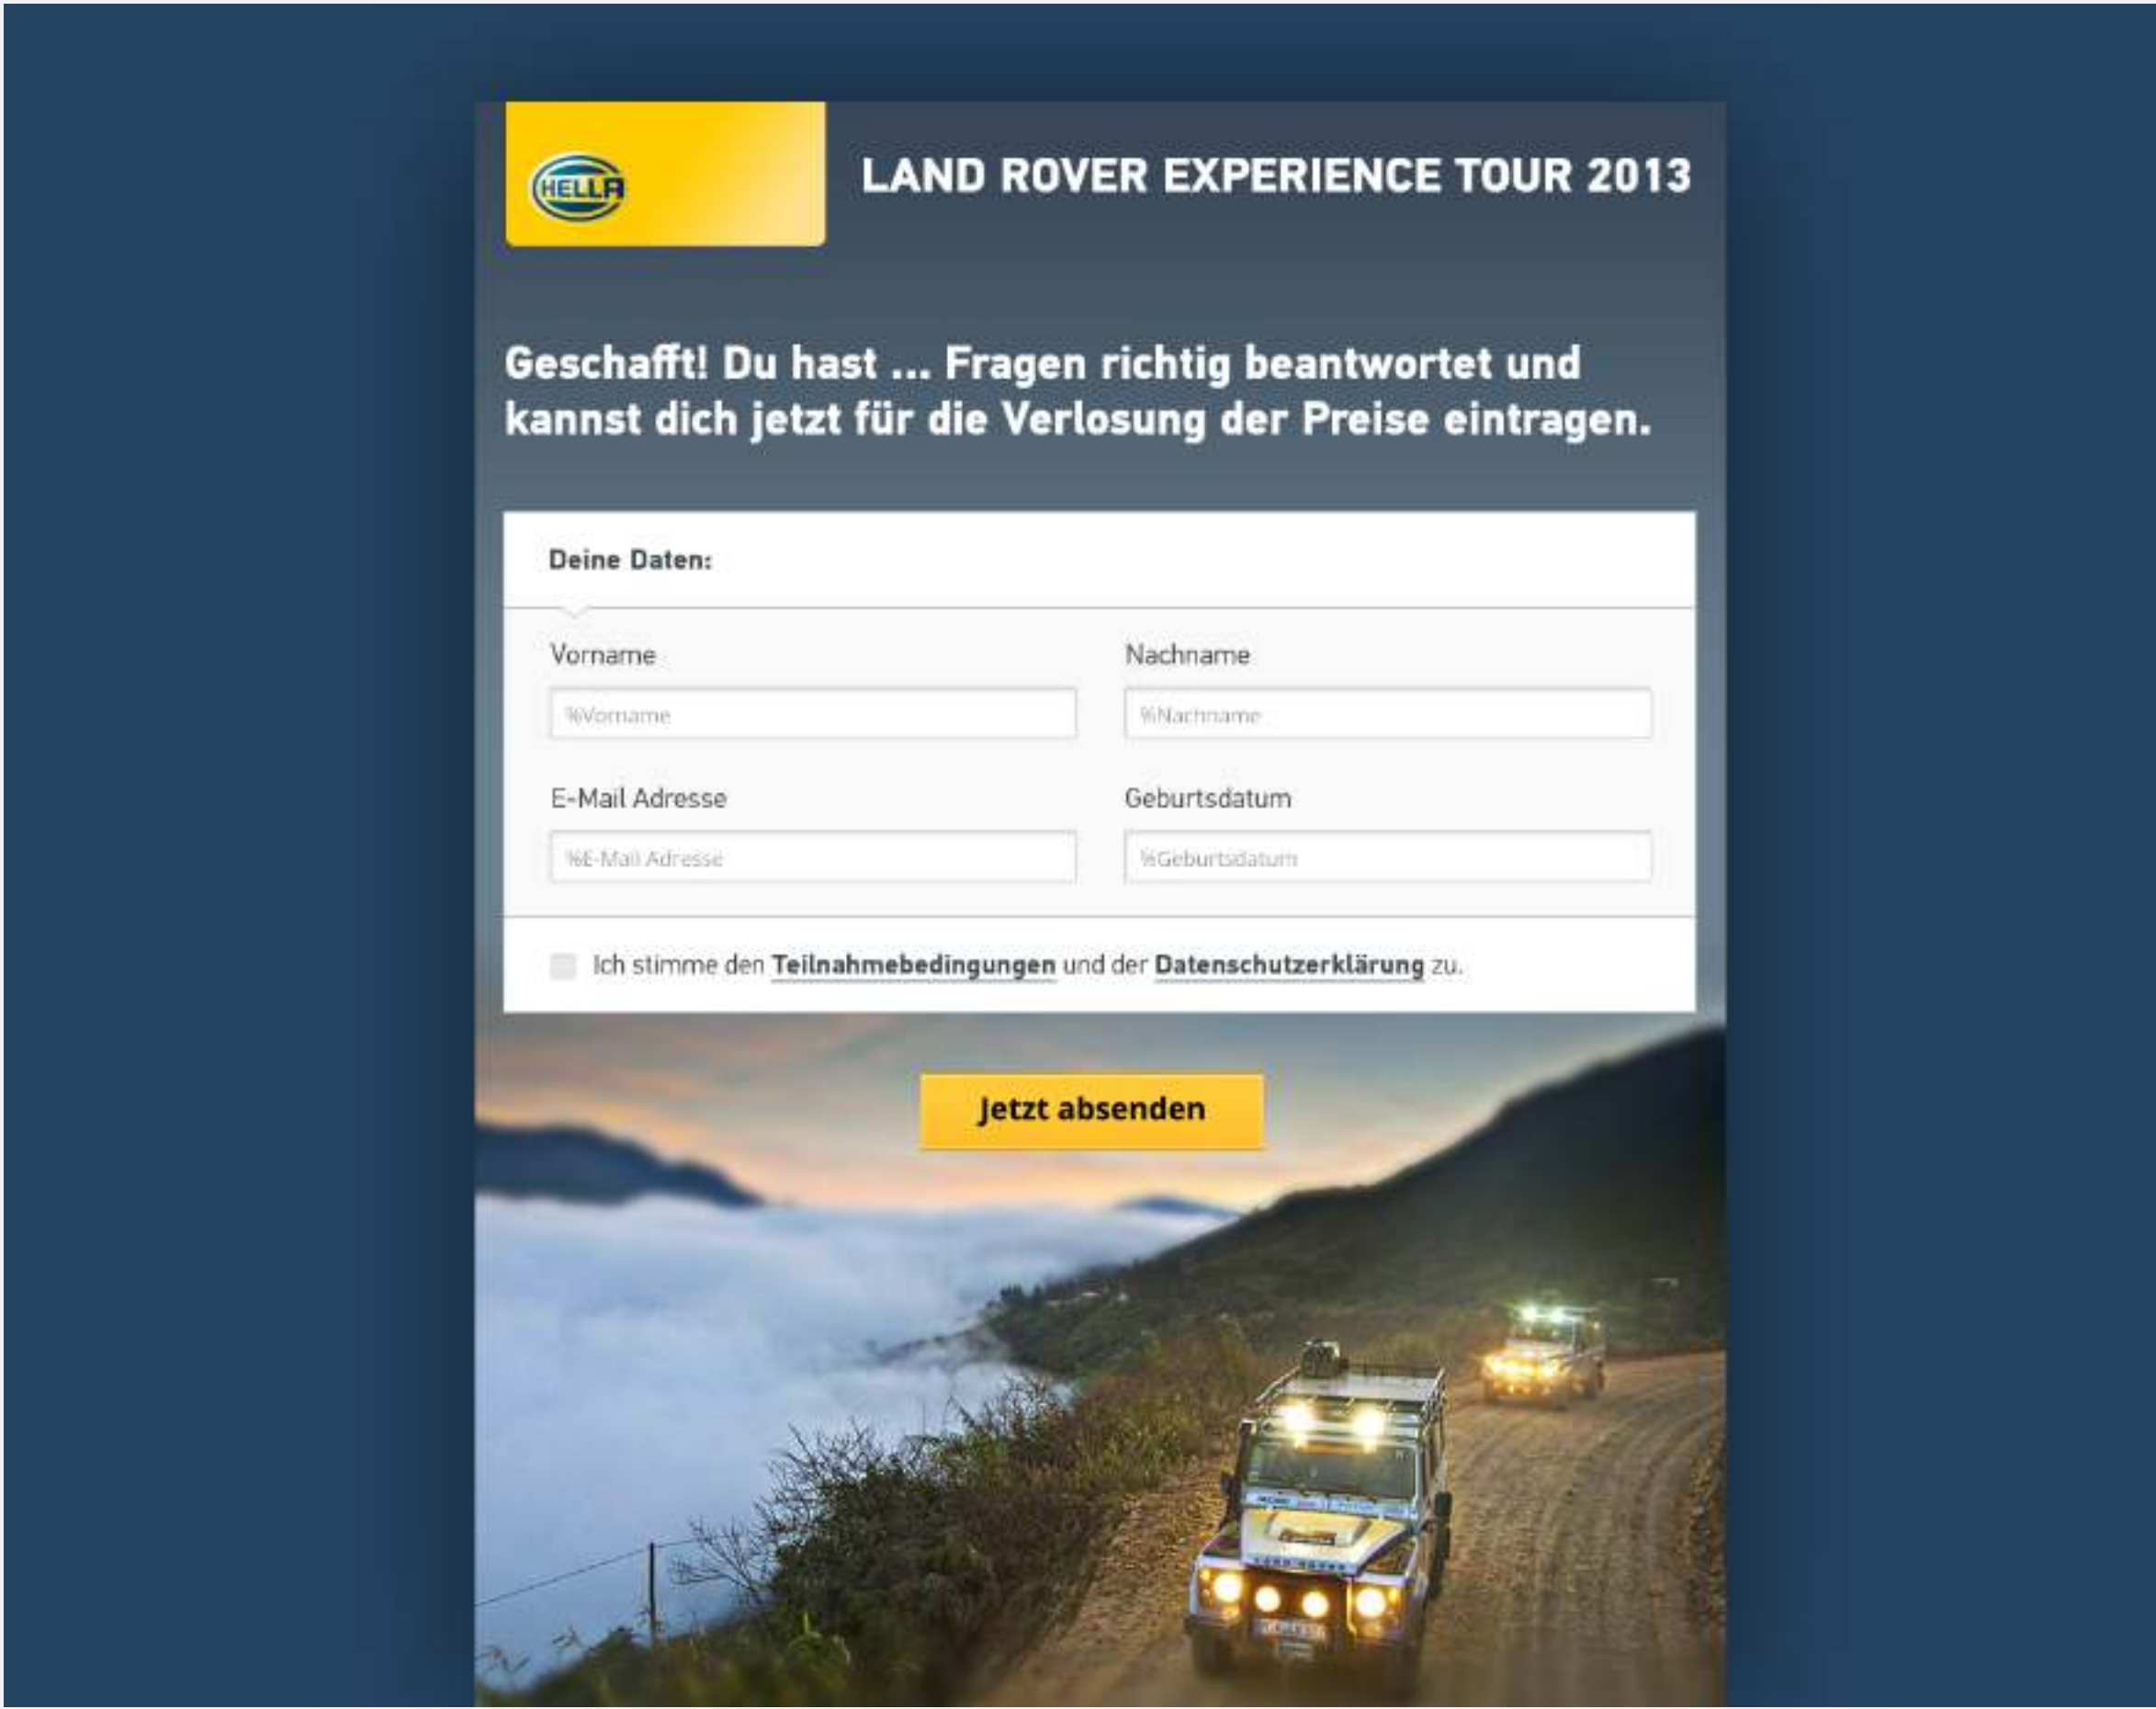 HELLA
LAND ROVER EXPERIENCE TOUR 2013
Geschafft! Du hast ... Fragen richtig beantwortet und
kannst dich jetzt für die Verlosung der Preise eintragen.
Deine Daten:
Vorname
Nachname
%Vorname
%Nachname
E-Mail Adresse
Geburtsdatum
%E-Mail Adresse
%Geburtsdatum
Ich stimme den Teilnahmebedingungen und der Datenschutzerklärung zu.
Jetzt absenden
LAND ROVER